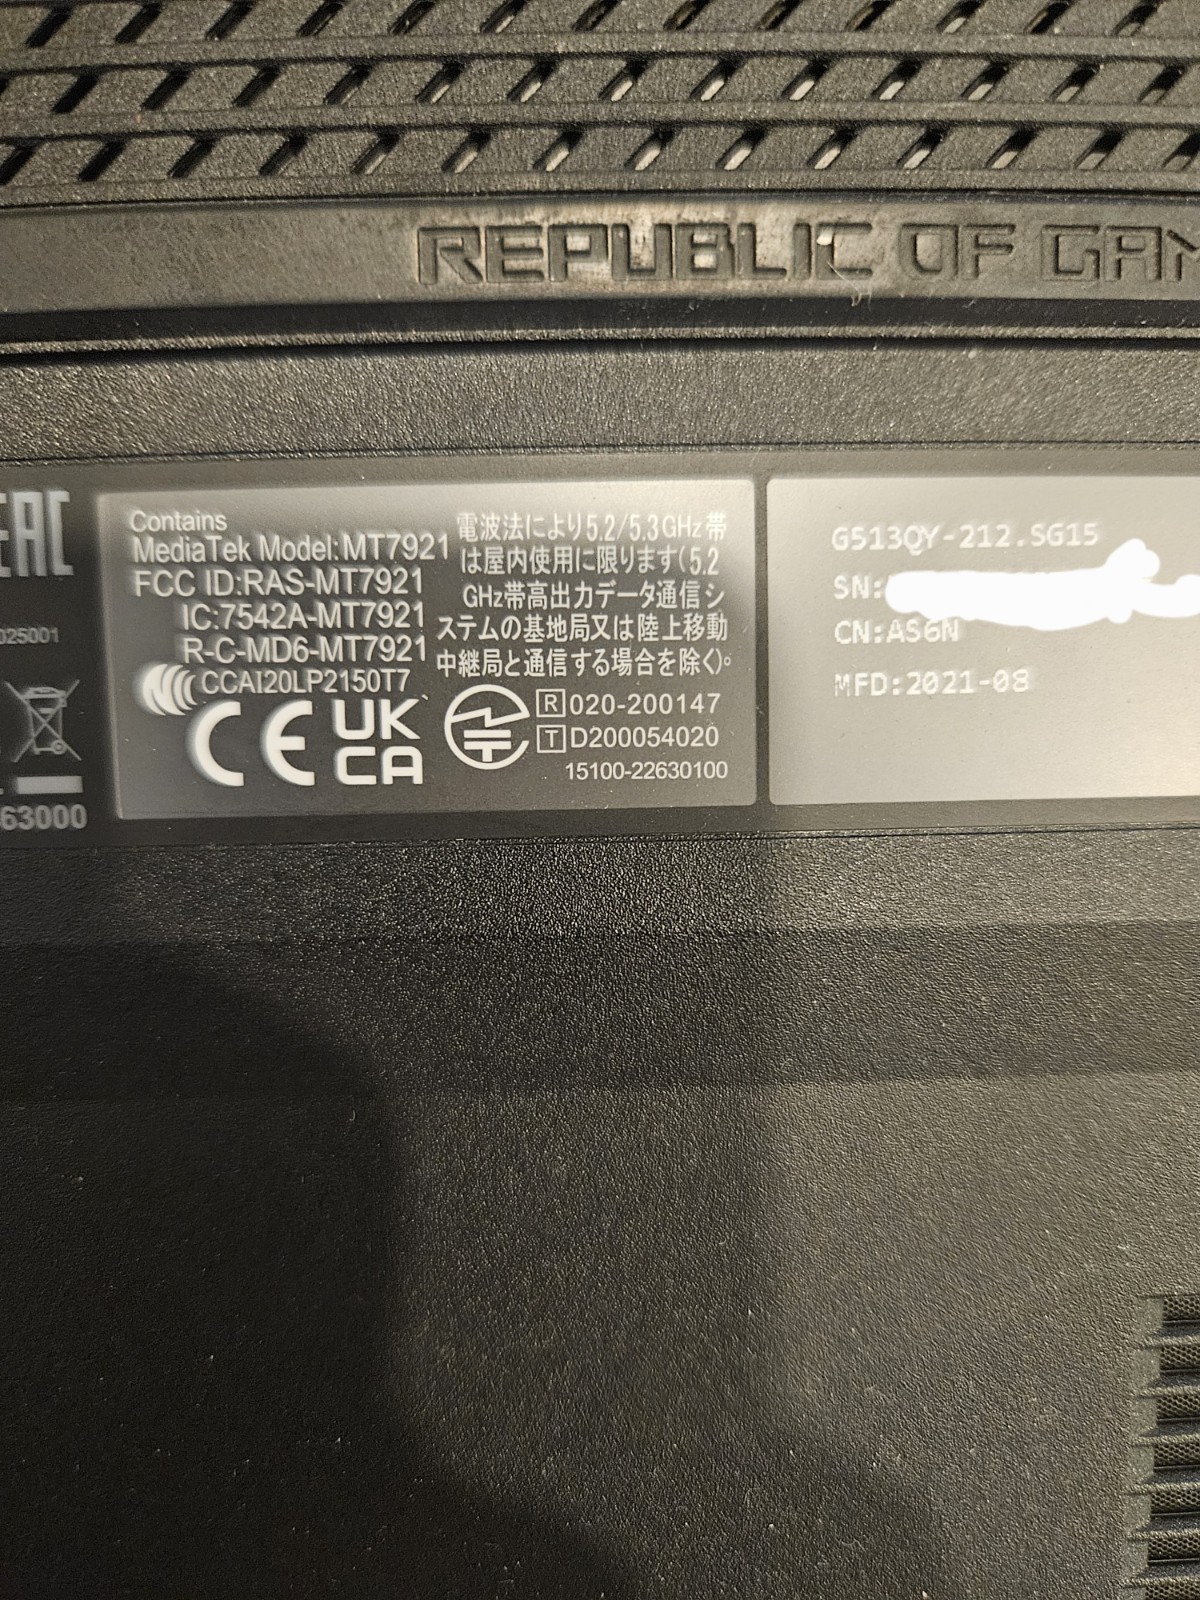 REPUBLIC OF GAM
EAC
025001
63000
Contains
MediaTek Model:MT7921
FCC ID:RAS-MT7921
IC:7542A-MT7921
R-C-MD6-MT7921
CCAI20LP2150T7
CE UK
CA
電波法により5.2/5.3GHz帯
は屋内使用に限ります(5.2
GHz帯高出力データ通信シ
ステムの基地局又は陸上移動
中継局と通信する場合を除く)。
R 020-200147
T D200054020
15100-22630100
G513QY-212.SG15
SN:
CN:AS6N
MFD:2021-08